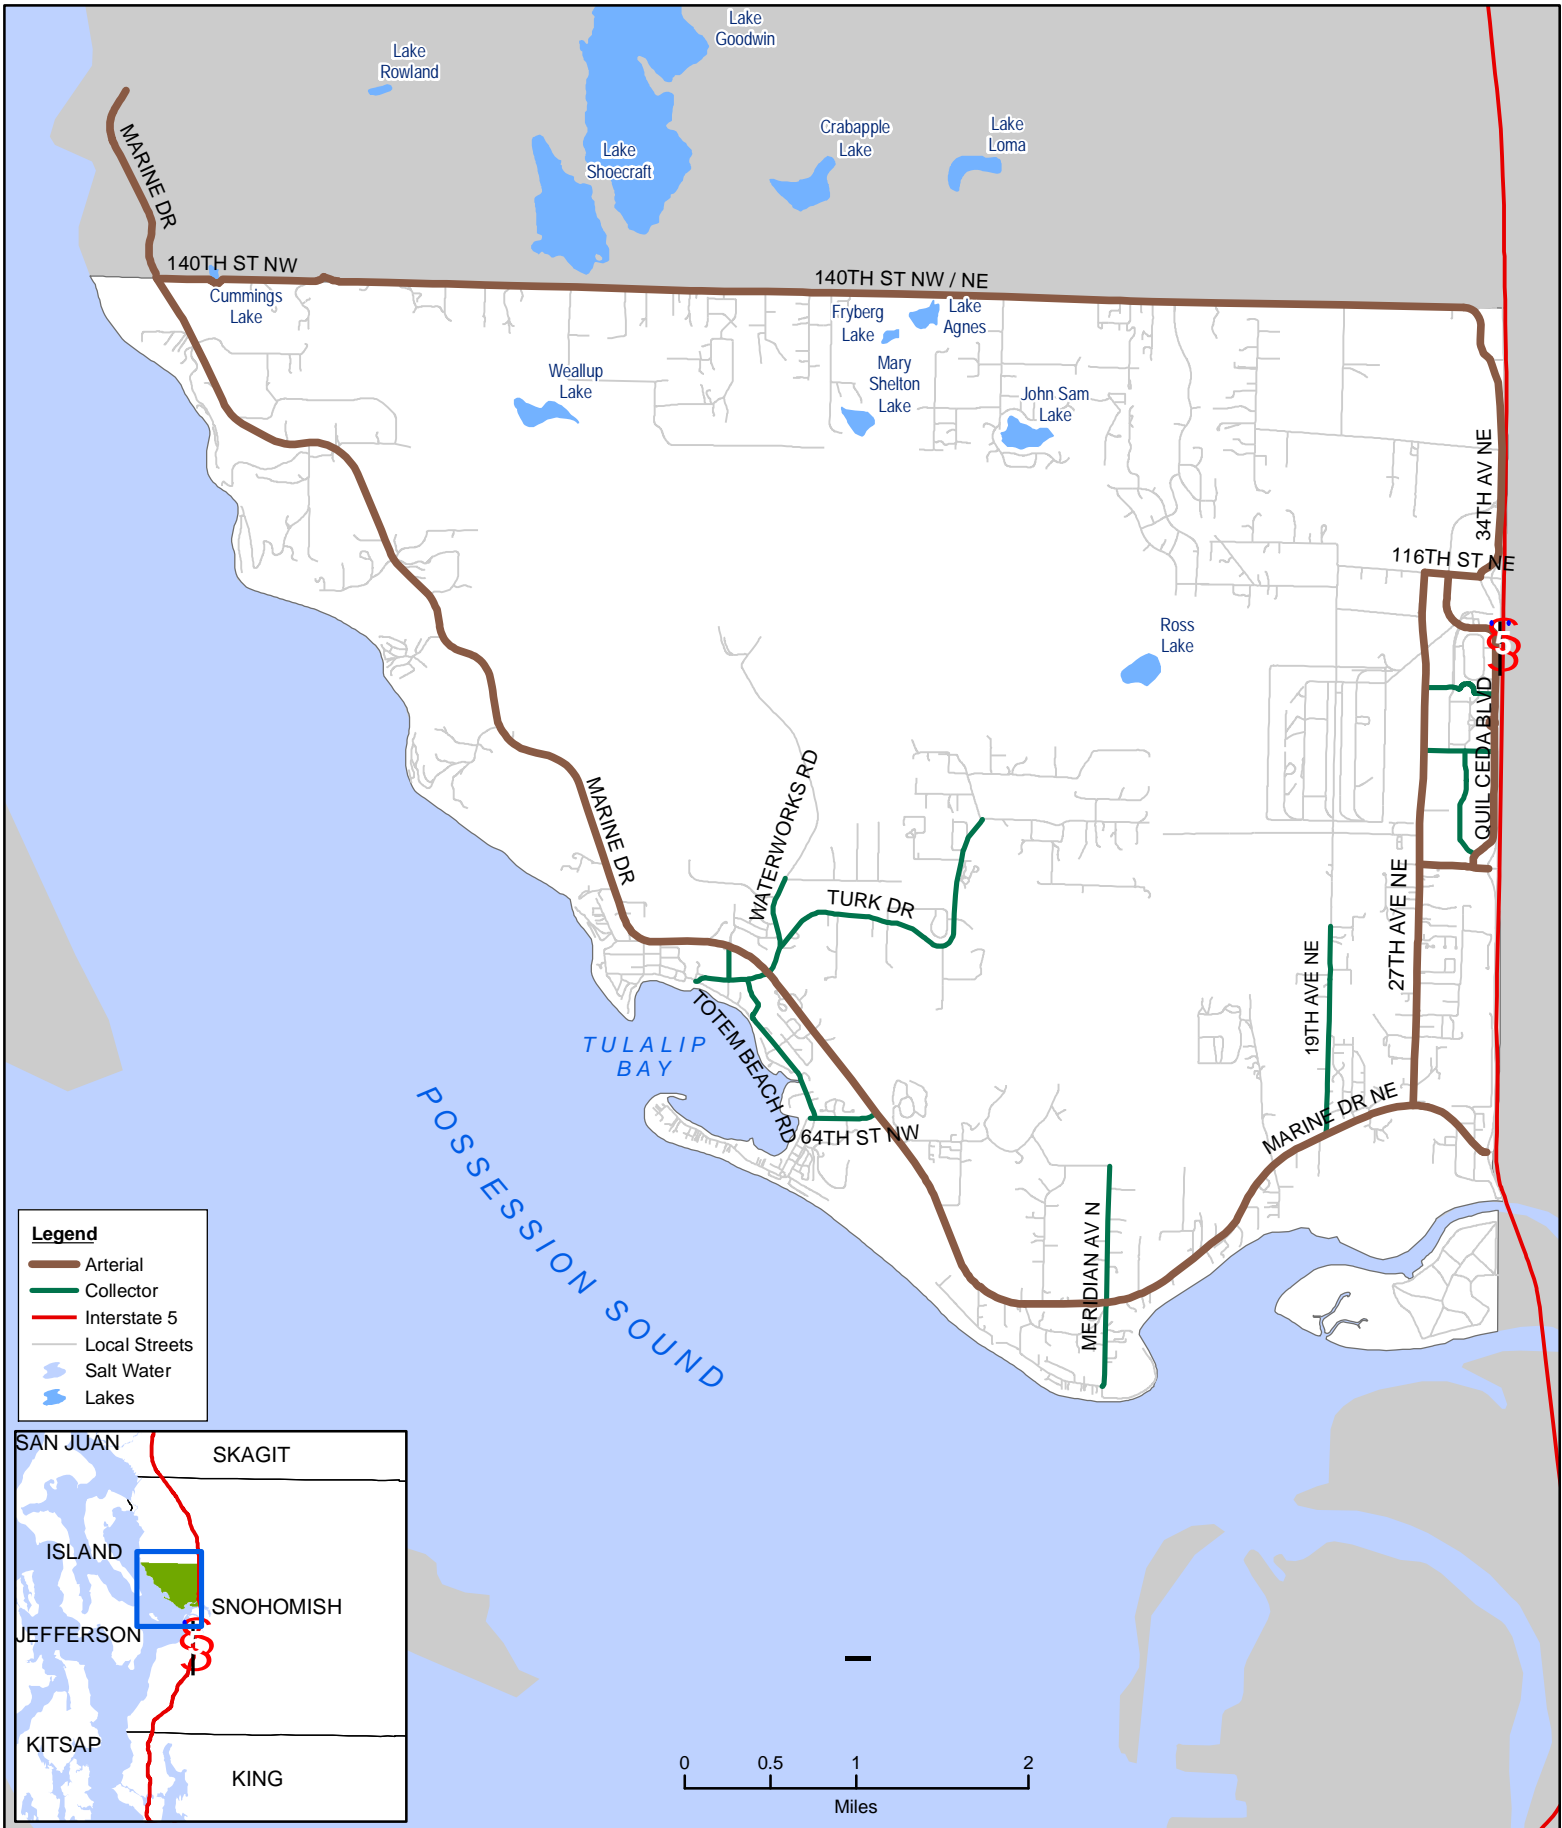 Lake
Goodwin
Lake
Rowland
Crabapple
Lake
Lake
Loma
Lake
Shoecraft
MARINE DR
140TH ST NW
140TH ST NW / NE
Cummings
Lake
Fryberg
Lake
Lake
Agnes
Weallup
Lake
Mary
Shelton
Lake
John Sam
Lake
34TH AV NE
116TH ST NE
Ross
Lake
5
QUIL CEDA BLVD
MARINE DR
WATERWORKS RD
TURK DR
27TH AVE NE
19TH AVE NE
TOTEM BEACH RD
TULALIP
BAY
64TH ST NW
MARINE DR NE
POSSESSION SOUND
MERIDIAN AV N
Legend
Arterial
Collector
Interstate 5
Local Streets
Salt Water
Lakes
SAN JUAN
SKAGIT
ISLAND
SNOHOMISH
JEFFERSON
5
KITSAP
KING
0 0.5 1 2
Miles